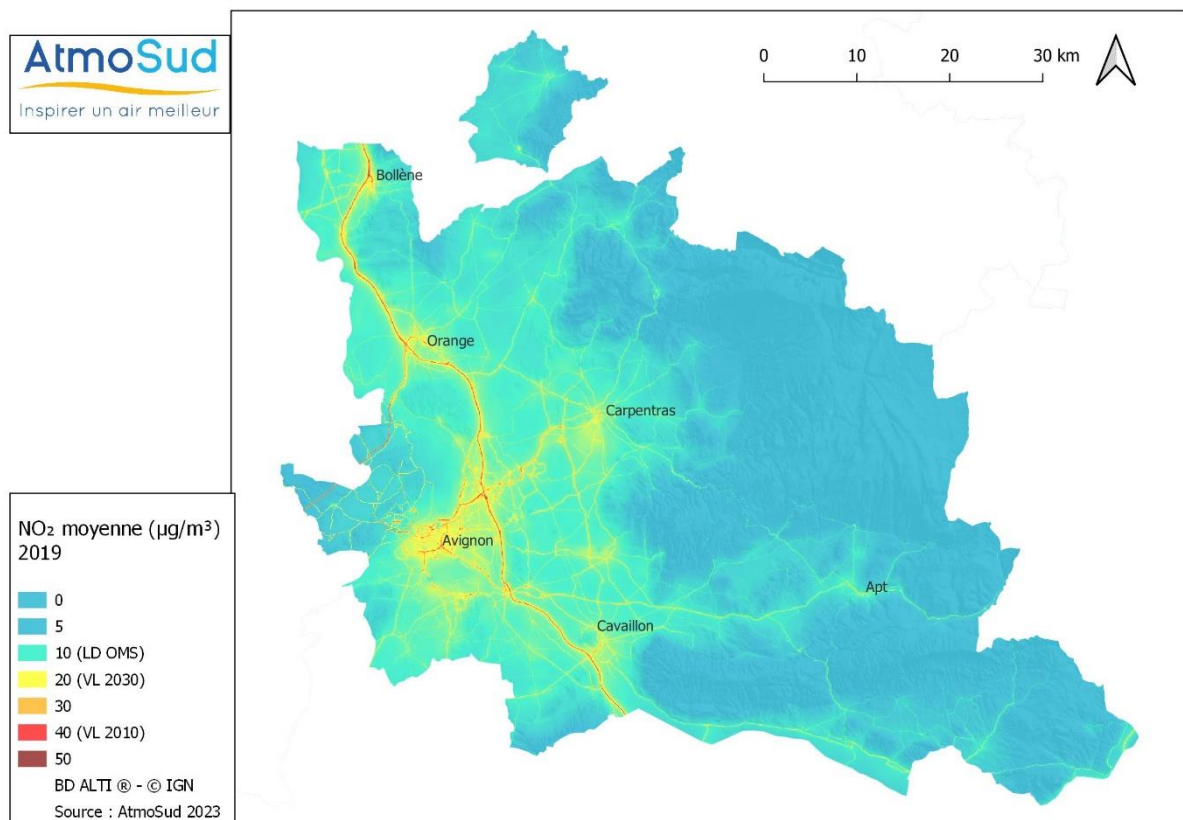 AtmoSud
Inspirer un air meilleur
0 10 20 30 km
Bollène
Orange
Carpentras
Avignon
Apt
Cavaillon
NO₂ moyenne (µg/m³)
2019
0
5
10 (LD OMS)
20 (VL 2030)
30
40 (VL 2010)
50
BD ALTI ® - © IGN
Source : AtmoSud 2023